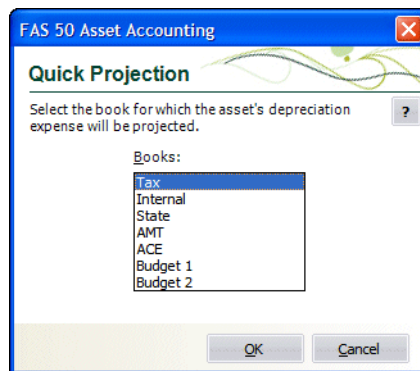 FAS 50 Asset Accounting
Quick Projection
Select the book for which the asset's depreciation
expense will be projected.
?
Books:
Tax
Internal
State
AMT
ACE
Budget 1
Budget 2
OK
Cancel